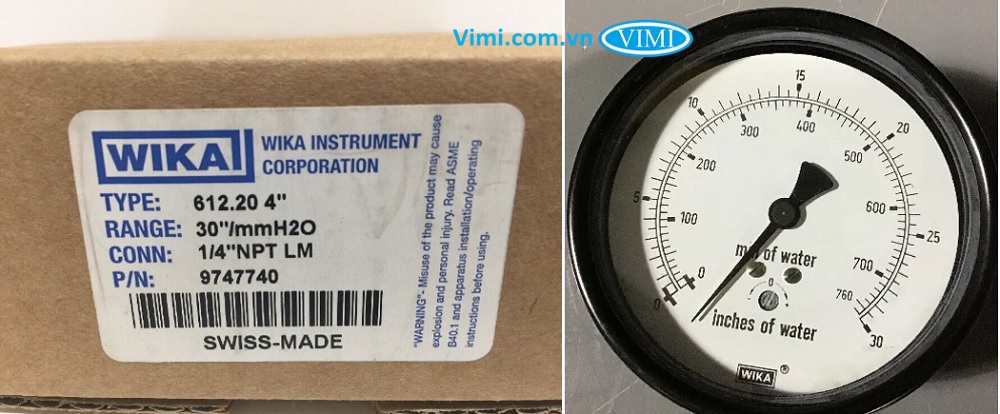 Vimi.com.vn VIMI
WIKA
WIKA INSTRUMENT
CORPORATION
TYPE: 612.20 4"
RANGE: 30"/mmH2O
CONN: 1/4"NPT LM
P/N: 9747740
SWISS-MADE
"WARNING"- Misuse of the product may cause
explosion and personal injury. Read ASME
B40.1 and apparatus installation/operating
instructions before using.
0 5 10 15 20 25 30
0 100 200 300 400 500 600 700 760
mm of water
0
inches of water
WIKA ®